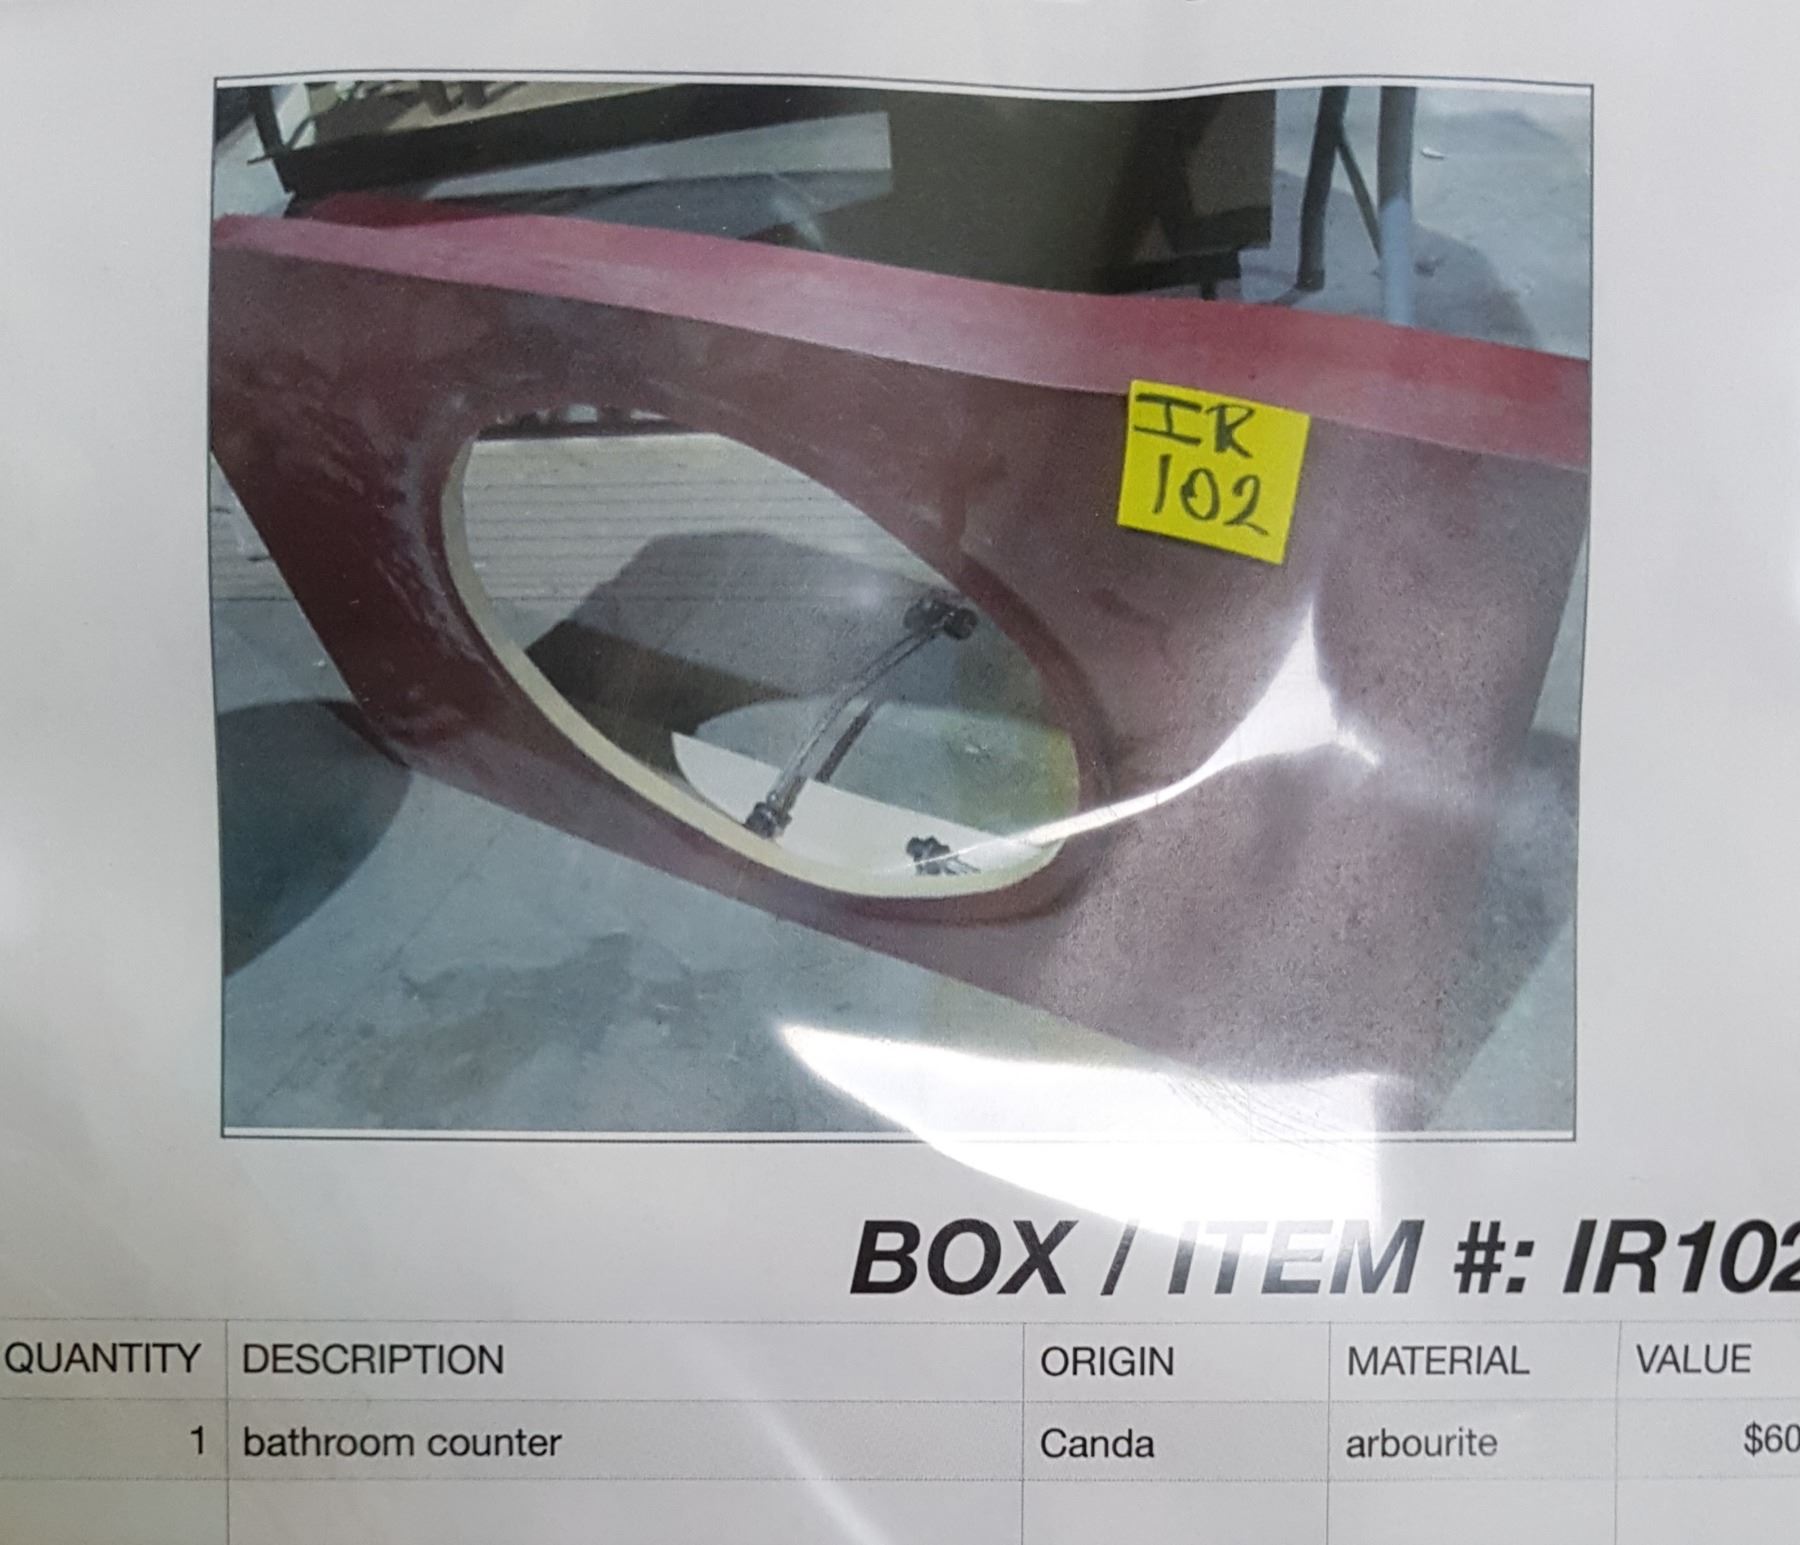 IR
102
BOX / ITEM #: IR102
QUANTITY DESCRIPTION ORIGIN MATERIAL VALUE
1 bathroom counter Canda arbourite $60